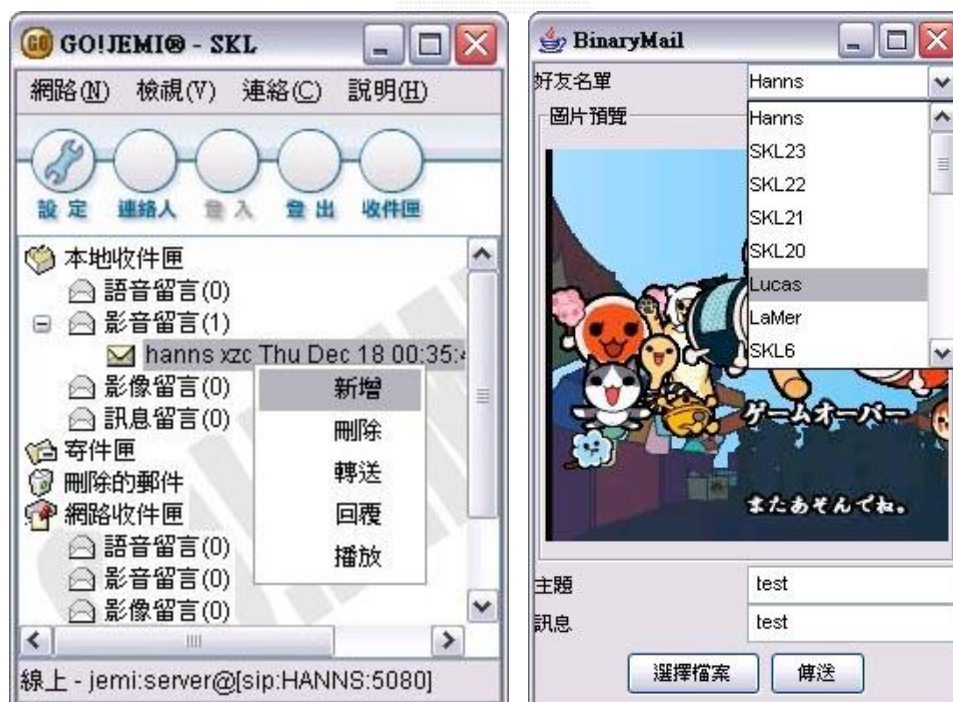 GO!JEMI® - SKL
網路(N) 檢視(V) 連絡(C) 說明(H)
設定 連絡人 登入 登出 收件匣
本地收件匣
語音留言(0)
影音留言(1)
hanns xzc Thu Dec 18 00:35:4
影像留言(0)
訊息留言(0)
寄件匣
刪除的郵件
網路收件匣
語音留言(0)
影音留言(0)
影像留言(0)
新增
刪除
轉送
回覆
播放
線上 - jemi:server@[sip:HANNS:5080]
BinaryMail
好友名單 Hanns
圖片預覽
Hanns
SKL23
SKL22
SKL21
SKL20
Lucas
LaMer
SKL6
ゲームオーバー
またあそんでね。
主題 test
訊息 test
選擇檔案 傳送